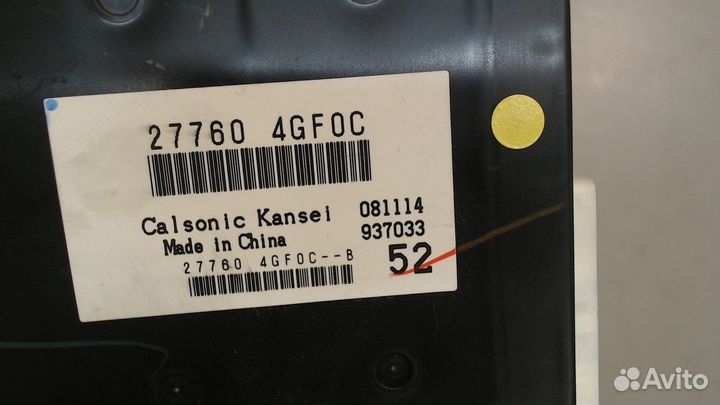 27760 4GF0C
Calsonic Kansei 081114
Made in China 937033
27760 4GF0C--B 52
Avito